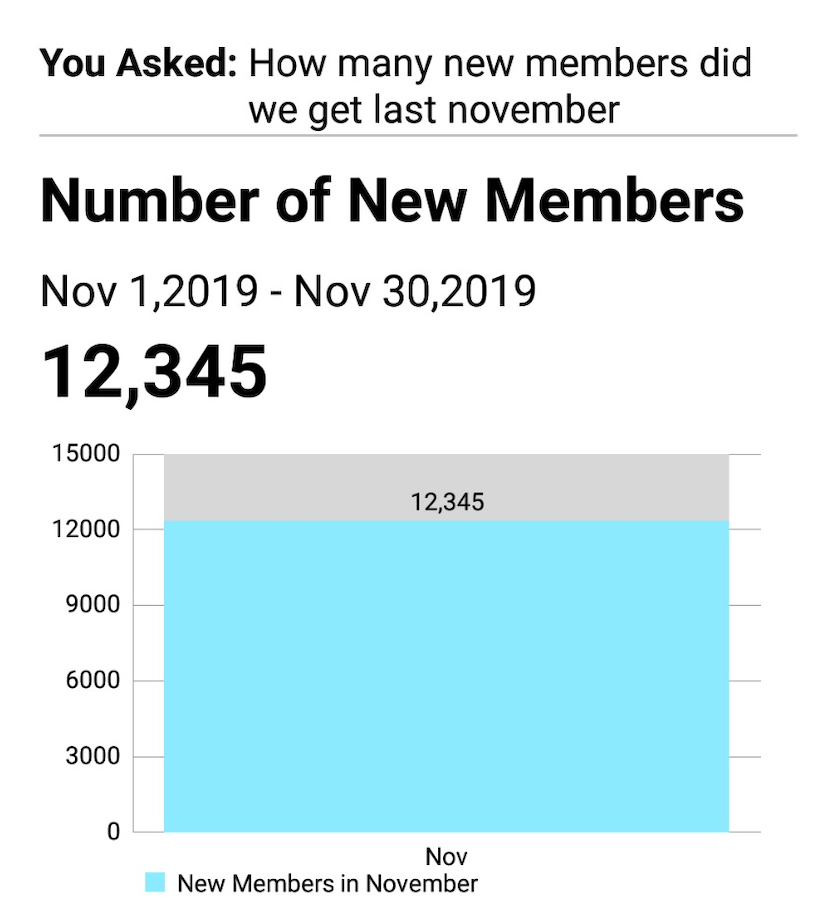 You Asked: How many new members did
we get last november
Number of New Members
Nov 1,2019 - Nov 30,2019
12,345
15000
12,345
12000
9000
6000
3000
0
Nov
New Members in November